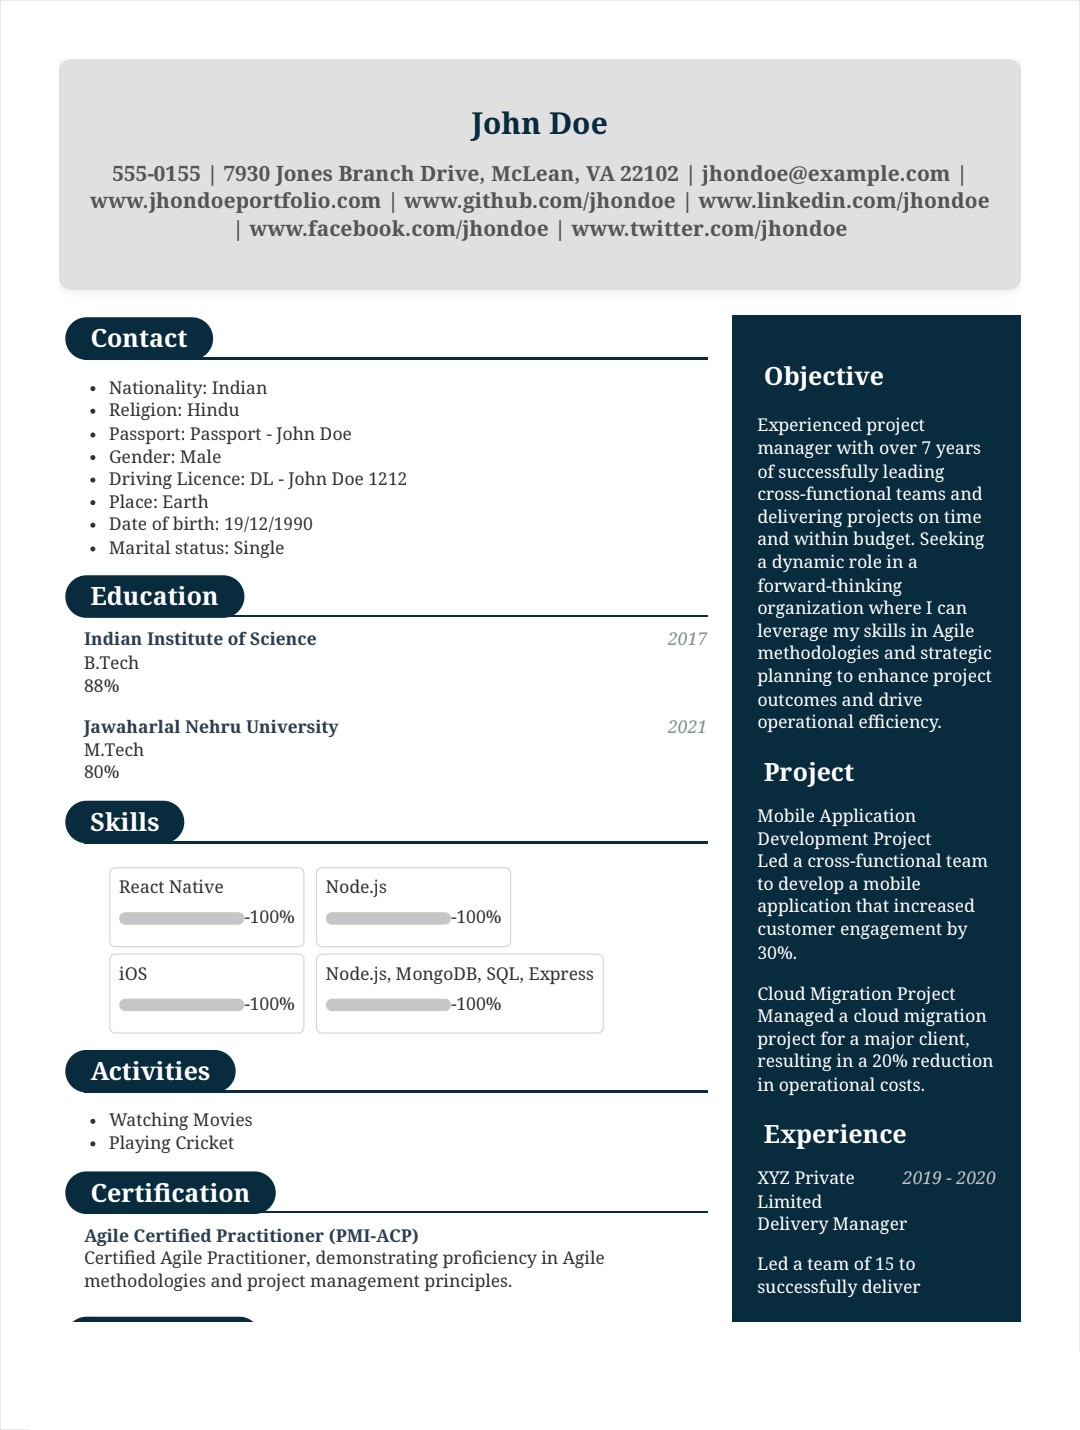 John Doe
555-0155 | 7930 Jones Branch Drive, McLean, VA 22102 | jhondoe@example.com |
www.jhondoeportfolio.com | www.github.com/jhondoe | www.linkedin.com/jhondoe
| www.facebook.com/jhondoe | www.twitter.com/jhondoe
Contact
• Nationality: Indian
• Religion: Hindu
• Passport: Passport - John Doe
• Gender: Male
• Driving Licence: DL - John Doe 1212
• Place: Earth
• Date of birth: 19/12/1990
• Marital status: Single
Education
Indian Institute of Science 2017
B.Tech
88%
Jawaharlal Nehru University 2021
M.Tech
80%
Skills
React Native
-100%
Node.js
-100%
iOS
-100%
Node.js, MongoDB, SQL, Express
-100%
Activities
• Watching Movies
• Playing Cricket
Certification
Agile Certified Practitioner (PMI-ACP)
Certified Agile Practitioner, demonstrating proficiency in Agile
methodologies and project management principles.
Objective
Experienced project
manager with over 7 years
of successfully leading
cross-functional teams and
delivering projects on time
and within budget. Seeking
a dynamic role in a
forward-thinking
organization where I can
leverage my skills in Agile
methodologies and strategic
planning to enhance project
outcomes and drive
operational efficiency.
Project
Mobile Application
Development Project
Led a cross-functional team
to develop a mobile
application that increased
customer engagement by
30%.
Cloud Migration Project
Managed a cloud migration
project for a major client,
resulting in a 20% reduction
in operational costs.
Experience
XYZ Private 2019 - 2020
Limited
Delivery Manager
Led a team of 15 to
successfully deliver